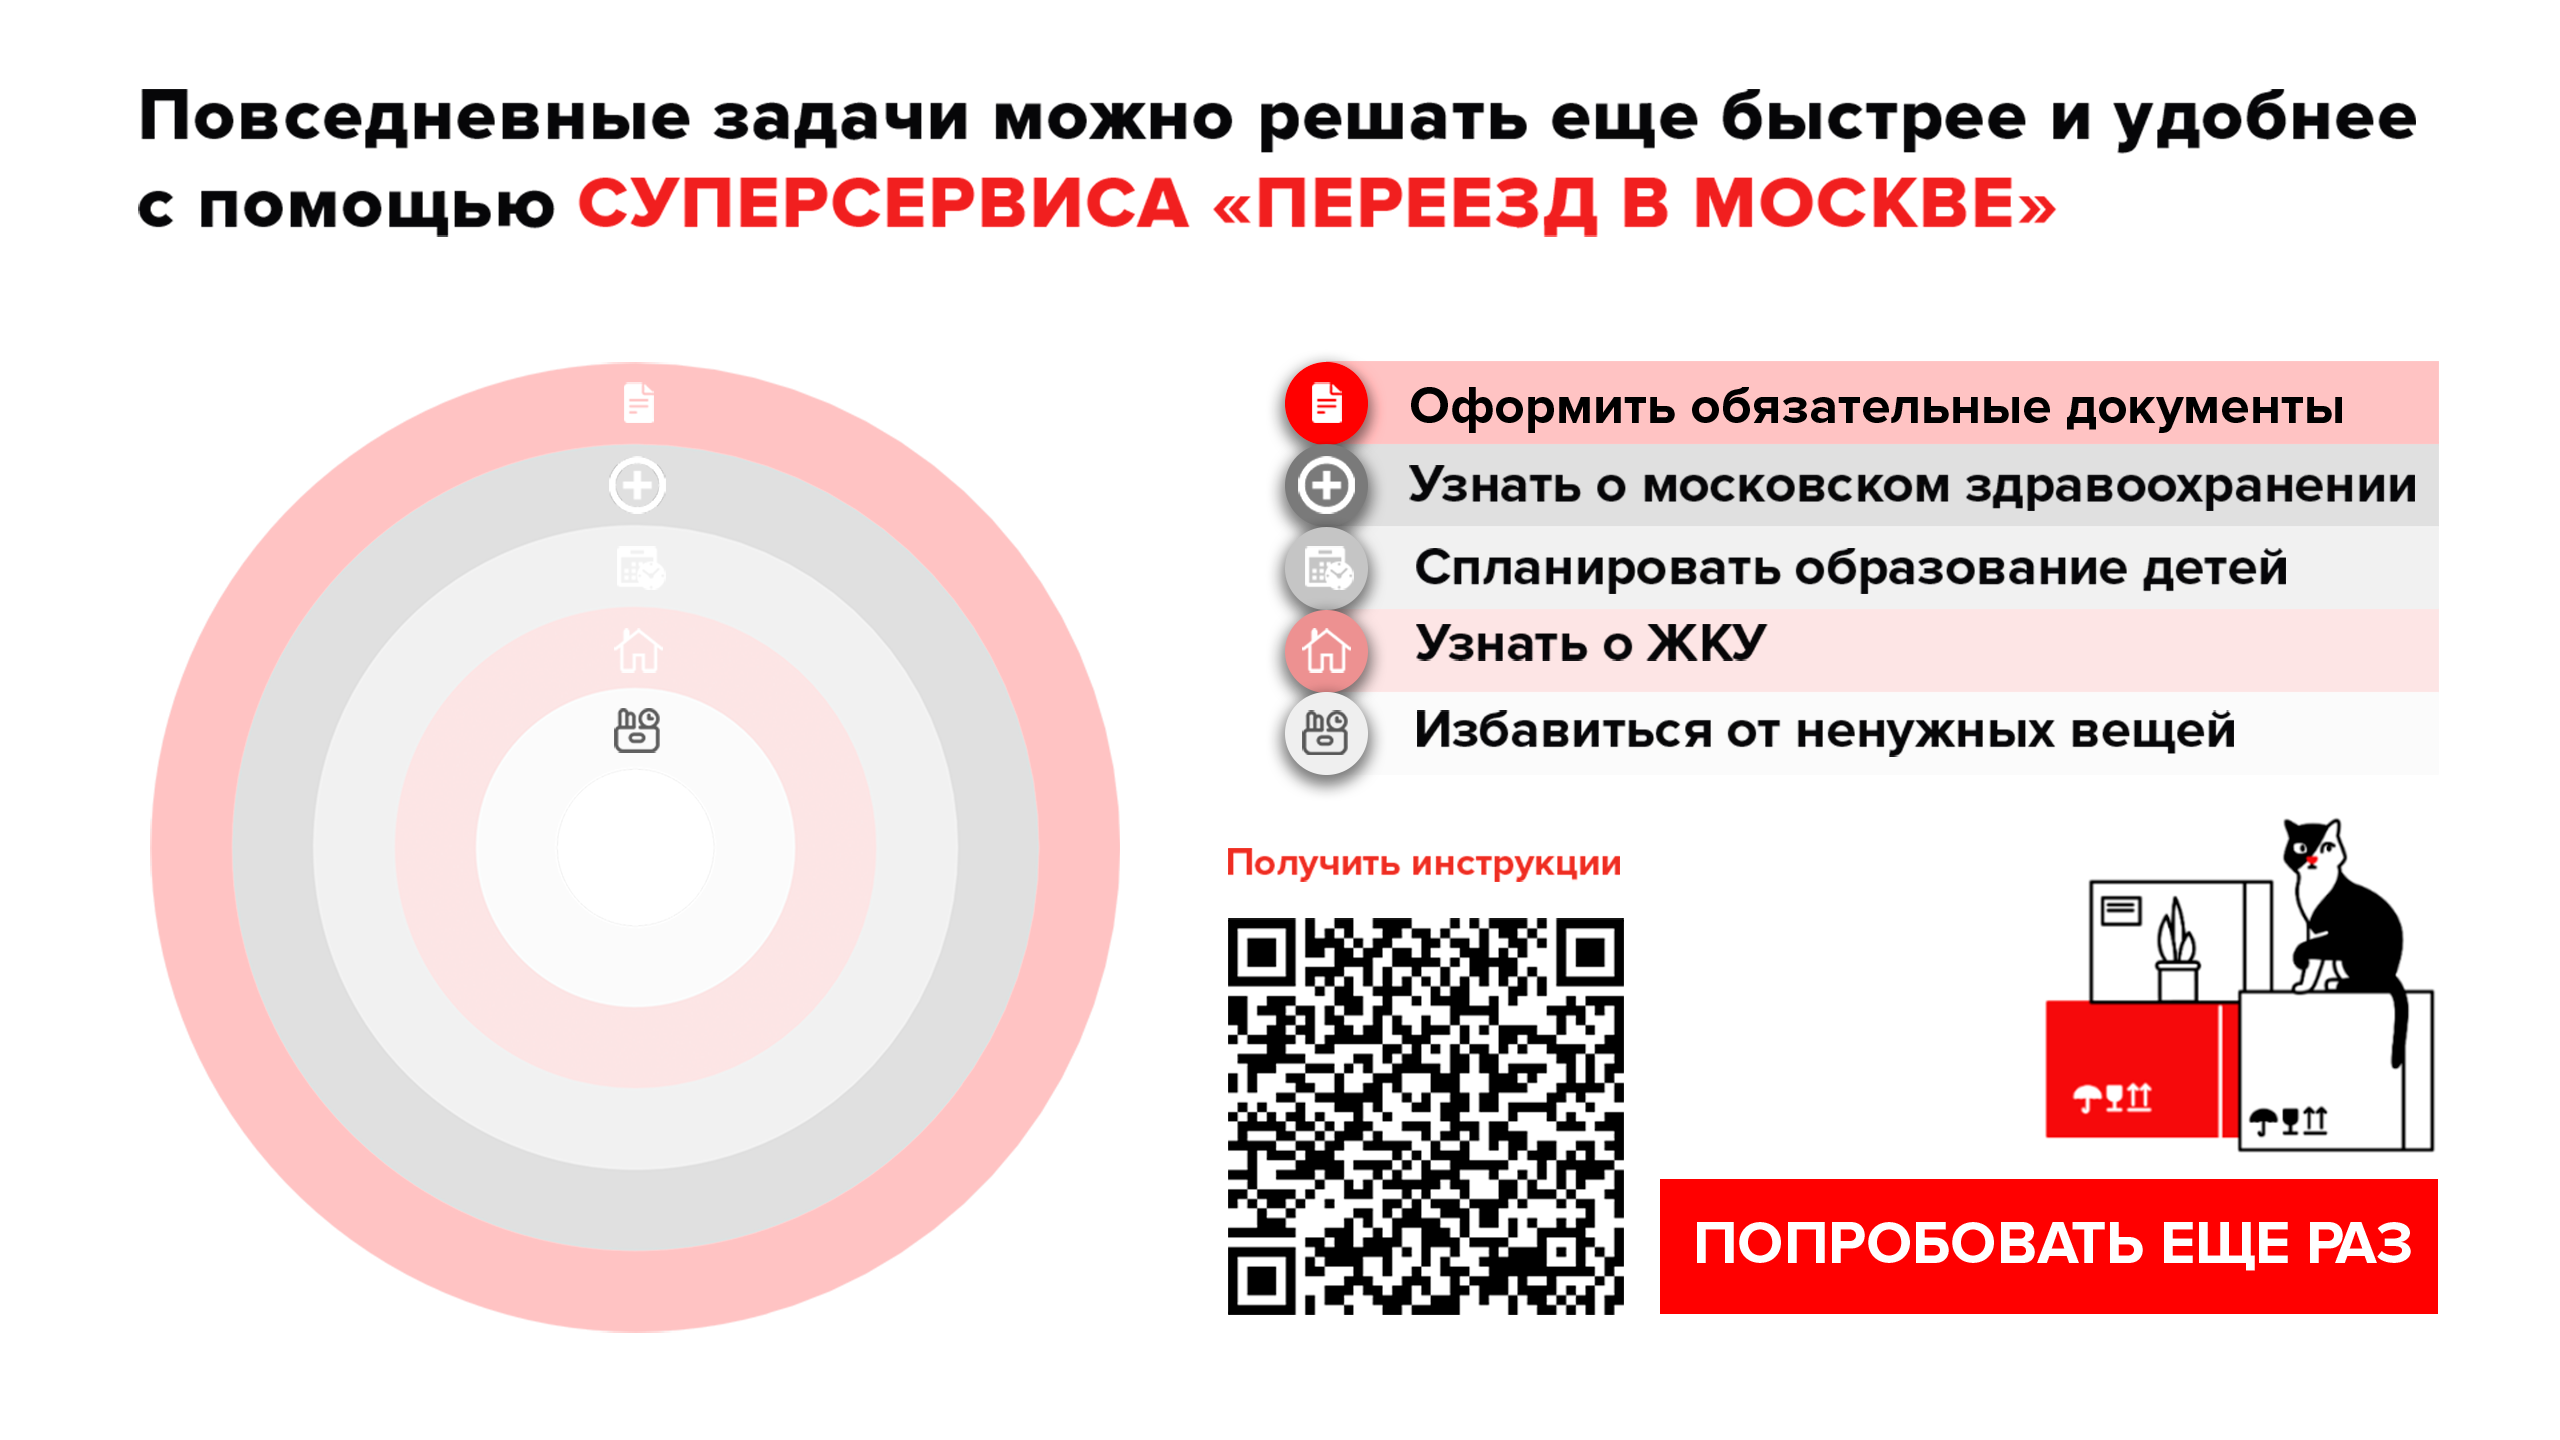 Повседневные задачи можно решать еще быстрее и удобнее
с помощью СУПЕРСЕРВИСА «ПЕРЕЕЗД В МОСКВЕ»
Оформить обязательные документы
Узнать о московском здравоохранении
Спланировать образование детей
Узнать о ЖКУ
Избавиться от ненужных вещей
Получить инструкции
ПОПРОБОВАТЬ ЕЩЕ РАЗ